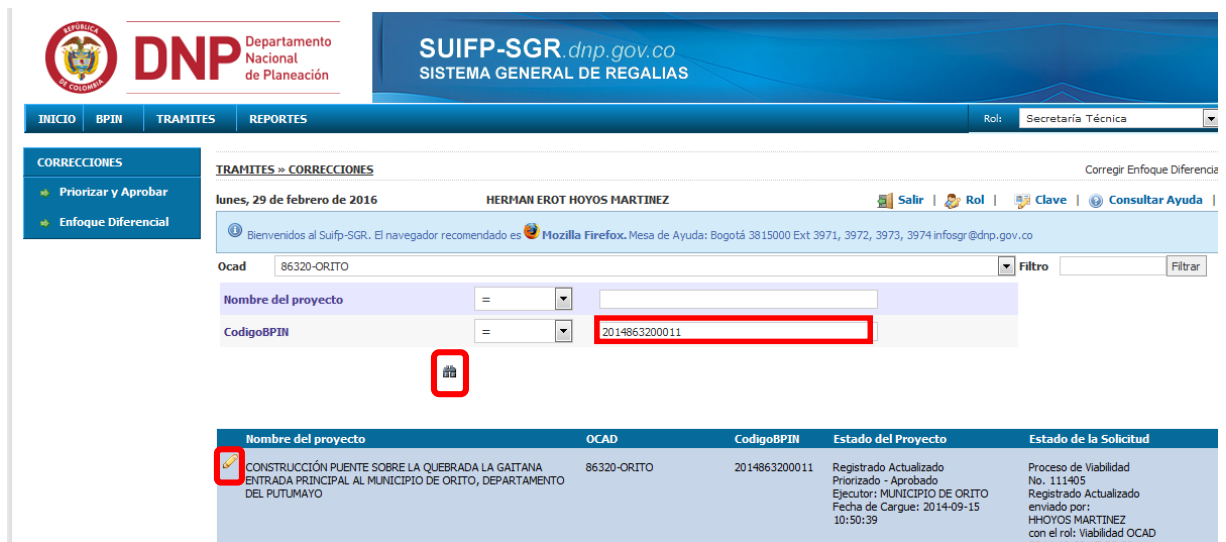 REPÚBLICA
DE COLOMBIA
DNP
Departamento
Nacional
de Planeación
SUIFP-SGR.dnp.gov.co
SISTEMA GENERAL DE REGALIAS
INICIO BPIN TRAMITES REPORTES Rol: Secretaría Técnica
CORRECCIONES
Priorizar y Aprobar
Enfoque Diferencial
TRAMITES » CORRECCIONES Corregir Enfoque Diferencia
lunes, 29 de febrero de 2016 HERMAN EROT HOYOS MARTINEZ Salir | Rol | Clave | Consultar Ayuda |
Bienvenidos al Suifp-SGR. El navegador recomendado es Mozilla Firefox. Mesa de Ayuda: Bogotá 3815000 Ext 3971, 3972, 3973, 3974 infosgr@dnp.gov.co
Ocad 86320-ORITO Filtro Filtrar
Nombre del proyecto =
CodigoBPIN = 2014863200011
Nombre del proyecto OCAD CodigoBPIN Estado del Proyecto Estado de la Solicitud
CONSTRUCCIÓN PUENTE SOBRE LA QUEBRADA LA GAITANA
ENTRADA PRINCIPAL AL MUNICIPIO DE ORITO, DEPARTAMENTO
DEL PUTUMAYO
86320-ORITO
2014863200011
Registrado Actualizado
Priorizado - Aprobado
Ejecutor: MUNICIPIO DE ORITO
Fecha de Cargue: 2014-09-15
10:50:39
Proceso de Viabilidad
No. 111405
Registrado Actualizado
enviado por:
HHOYOS MARTINEZ
con el rol: Viabilidad OCAD